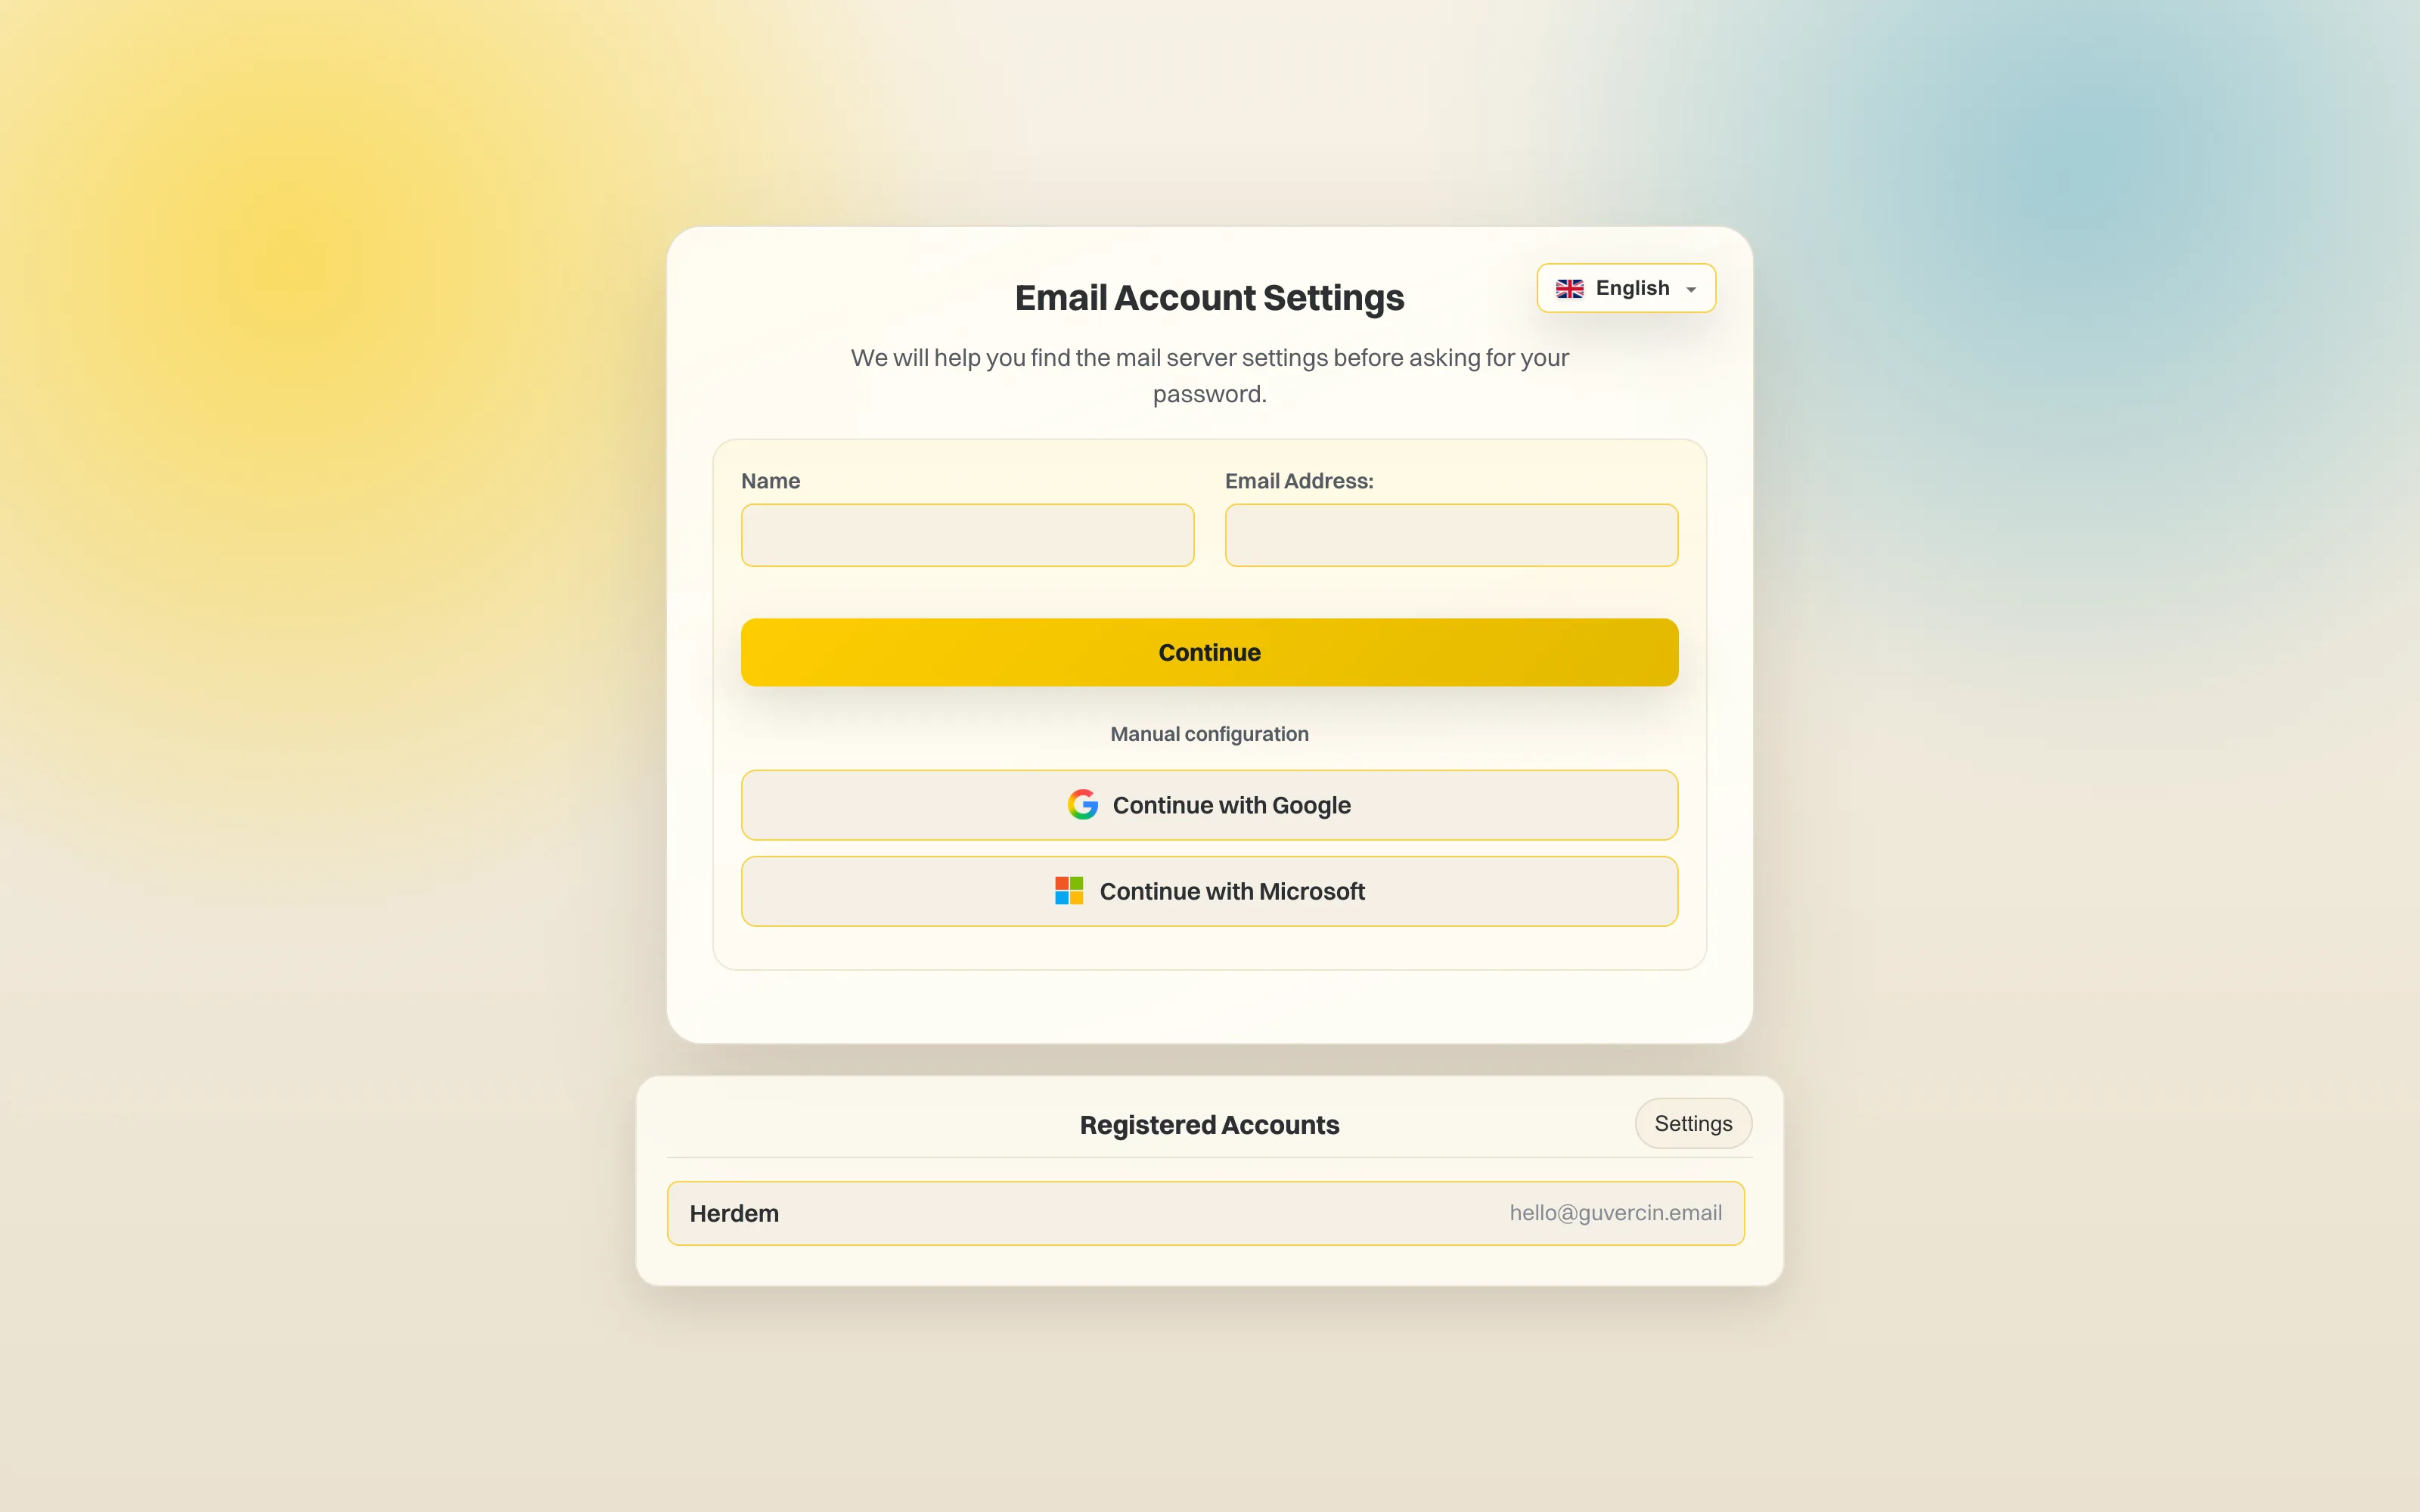 Email Account Settings
English
We will help you find the mail server settings before asking for your
password.
Name
Email Address:
Continue
Manual configuration
Continue with Google
Continue with Microsoft
Registered Accounts
Settings
Herdem
hello@guvercin.email